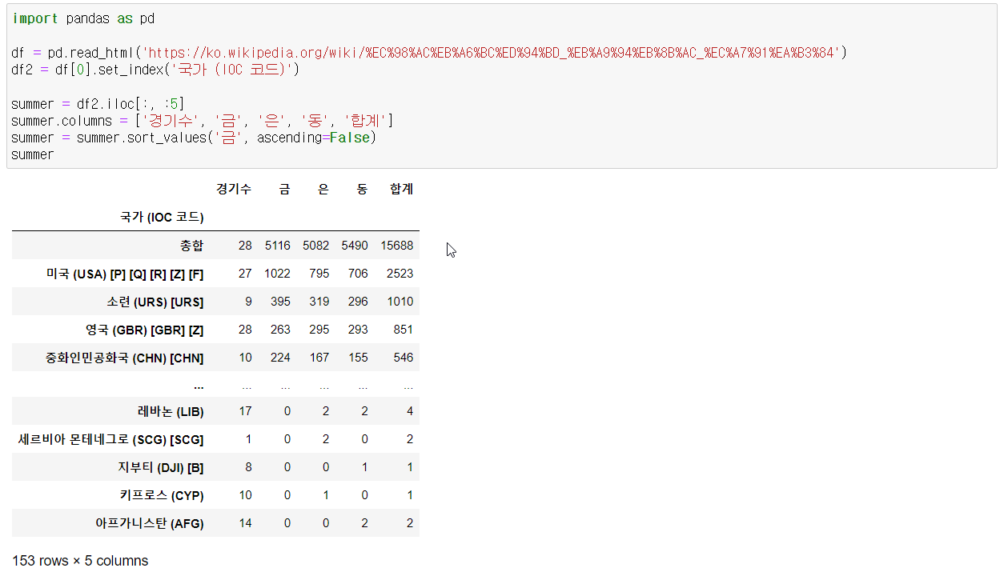 import pandas as pd
df = pd.read_html('https://ko.wikipedia.org/wiki/%EC%98%AC%EB%A6%BC%ED%94%BD_%EB%A9%94%EB%8B%AC_%EC%A7%91%EA%B3%84')
df2 = df[0].set_index('국가 (IOC 코드)')
summer = df2.iloc[:, :5]
summer.columns = ['경기수', '금', '은', '동', '합계']
summer = summer.sort_values('금', ascending=False)
summer
경기수 금 은 동 합계
국가 (IOC 코드)
총합 28 5116 5082 5490 15688
미국 (USA) [P] [Q] [R] [Z] [F] 27 1022 795 706 2523
소련 (URS) [URS] 9 395 319 296 1010
영국 (GBR) [GBR] [Z] 28 263 295 293 851
중화인민공화국 (CHN) [CHN] 10 224 167 155 546
... ... ... ... ... ...
레바논 (LIB) 17 0 2 2 4
세르비아 몬테네그로 (SCG) [SCG] 1 0 2 0 2
지부티 (DJI) [B] 8 0 0 1 1
키프로스 (CYP) 10 0 1 0 1
아프가니스탄 (AFG) 14 0 0 2 2
153 rows × 5 columns